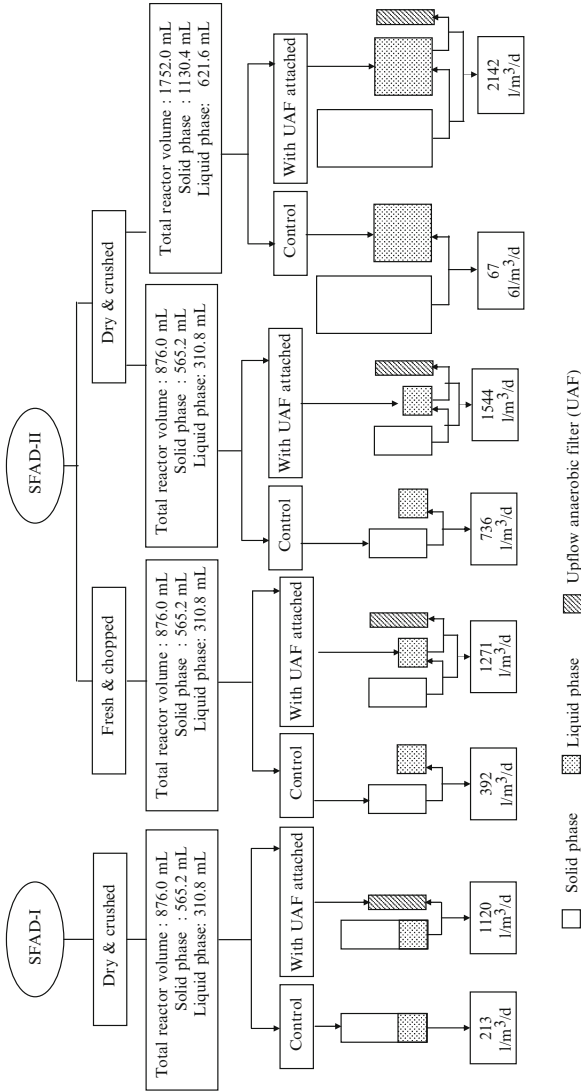 SFAD-I
SFAD-II
Dry & crushed
Fresh & chopped
Dry & crushed
Total reactor volume : 876.0 mL
Solid phase : 565.2 mL
Liquid phase: 310.8 mL
Total reactor volume : 876.0 mL
Solid phase : 565.2 mL
Liquid phase: 310.8 mL
Total reactor volume : 876.0 mL
Solid phase : 565.2 mL
Liquid phase: 310.8 mL
Total reactor volume : 1752.0 mL
Solid phase : 1130.4 mL
Liquid phase: 621.6 mL
Control
With UAF attached
Control
With UAF attached
Control
With UAF attached
Control
With UAF attached
213
l/m³/d
1120
l/m³/d
392
l/m³/d
1271
l/m³/d
736
l/m³/d
1544
l/m³/d
67
6l/m³/d
2142
l/m³/d
Solid phase
Liquid phase
Upflow anaerobic filter (UAF)